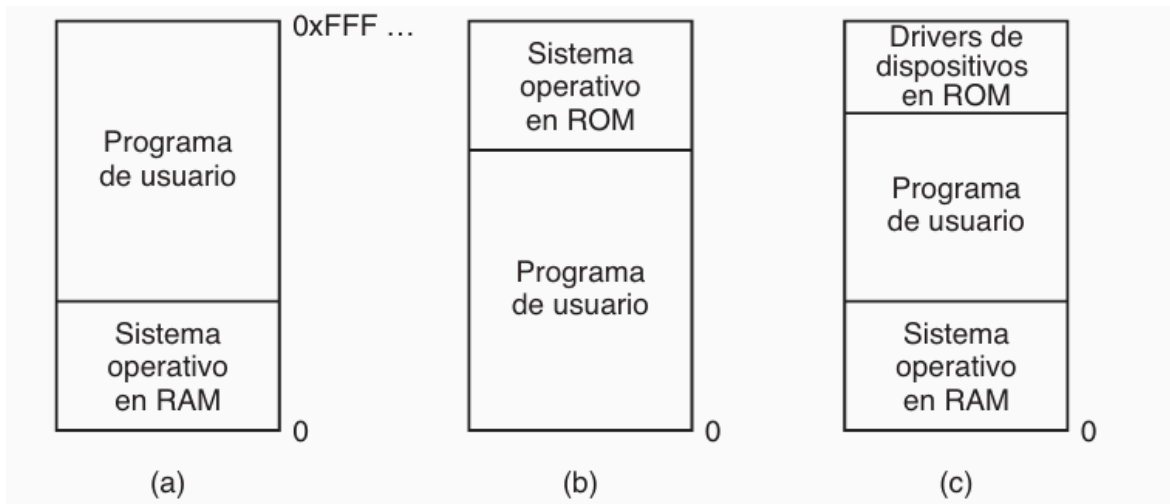 0xFFF ...
Programa
de usuario
Sistema
operativo
en RAM
0
(a)
Sistema
operativo
en ROM
Programa
de usuario
0
(b)
Drivers de
dispositivos
en ROM
Programa
de usuario
Sistema
operativo
en RAM
0
(c)